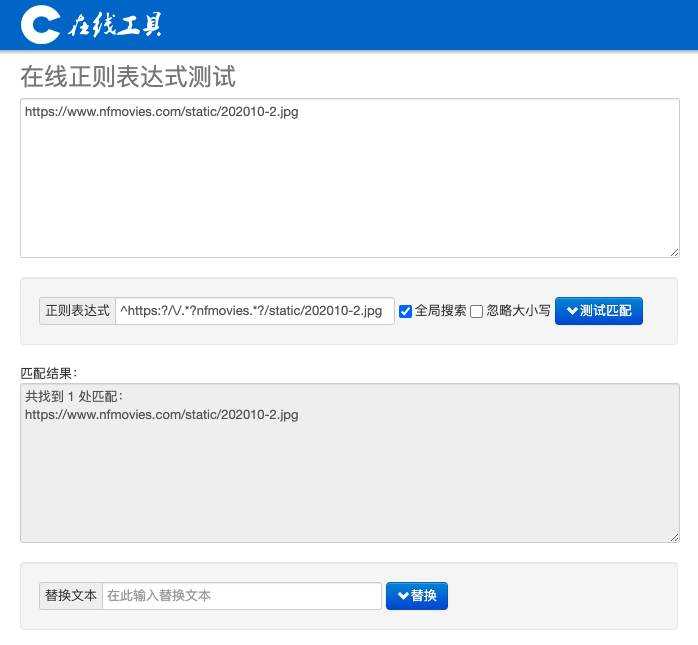 C在线工具
在线正则表达式测试
https://www.nfmovies.com/static/202010-2.jpg
正则表达式 ^https:?/\/.*?nfmovies.*?/static/202010-2.jpg 全局搜索 忽略大小写 测试匹配
匹配结果：
共找到 1 处匹配：
https://www.nfmovies.com/static/202010-2.jpg
替换文本 在此输入替换文本 替换